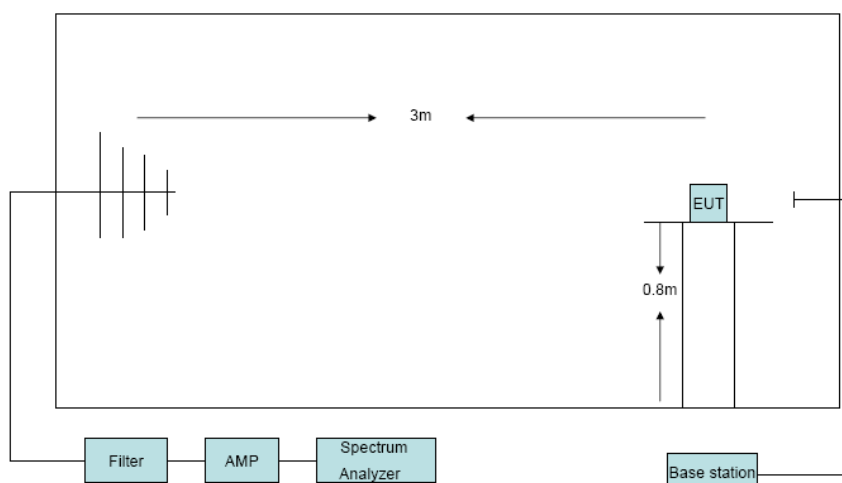 3m
EUT
0.8m
Filter
AMP
Spectrum
Analyzer
Base station